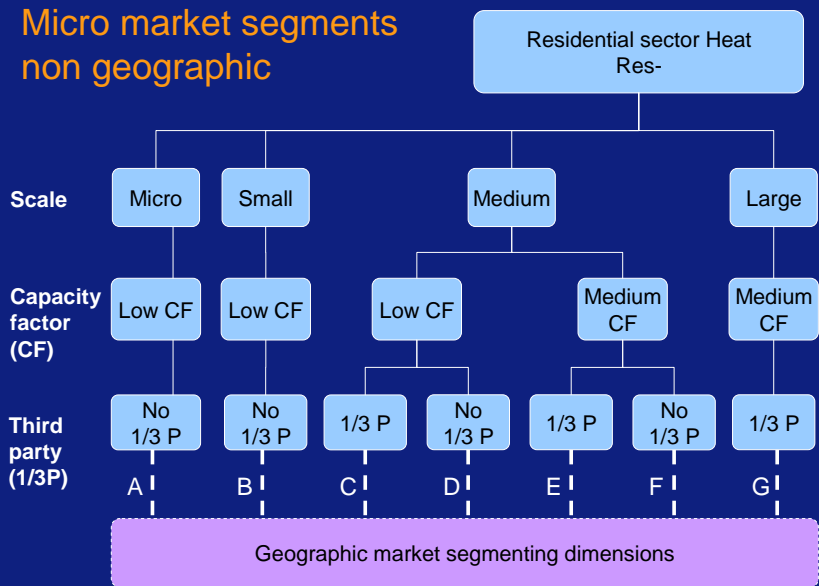 Micro market segments
non geographic
Residential sector Heat
Res-
Scale
Micro
Small
Medium
Large
Capacity
factor
(CF)
Low CF
Low CF
Low CF
Medium
CF
Medium
CF
Third
party
(1/3P)
No
1/3 P
No
1/3 P
1/3 P
No
1/3 P
1/3 P
No
1/3 P
1/3 P
A
B
C
D
E
F
G
Geographic market segmenting dimensions